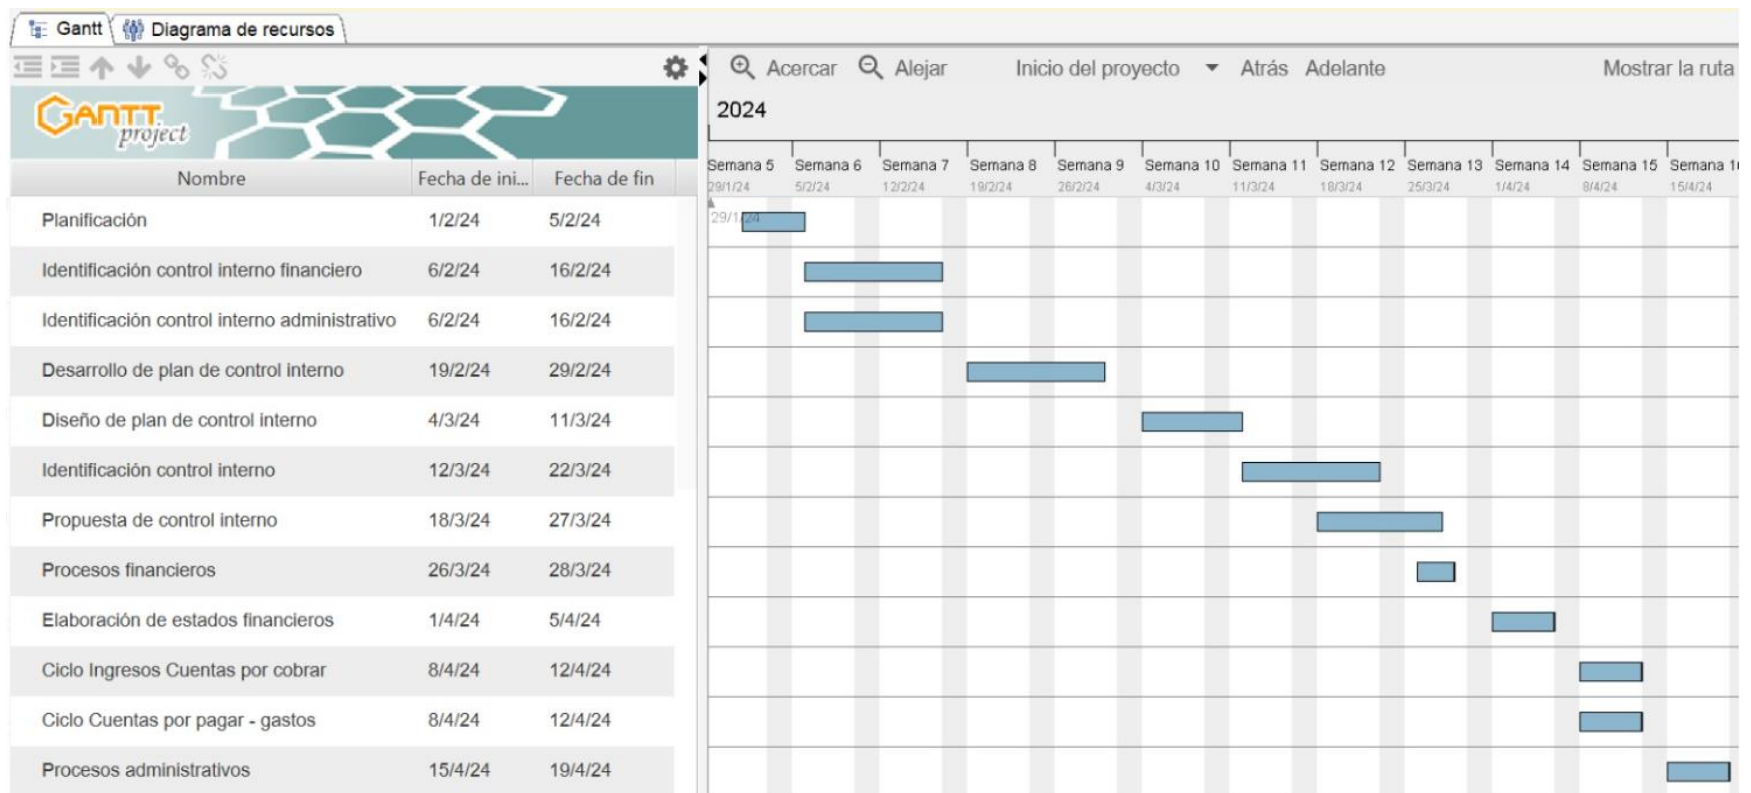 Gantt Diagrama de recursos
Acercar Alejar Inicio del proyecto Atrás Adelante Mostrar la ruta
GANTT project
2024
Semana 5 Semana 6 Semana 7 Semana 8 Semana 9 Semana 10 Semana 11 Semana 12 Semana 13 Semana 14 Semana 15 Semana 16
29/1/24 5/2/24 12/2/24 19/2/24 26/2/24 4/3/24 11/3/24 18/3/24 25/3/24 1/4/24 8/4/24 15/4/24
Nombre Fecha de ini... Fecha de fin
29/1/24
Planificación 1/2/24 5/2/24
Identificación control interno financiero 6/2/24 16/2/24
Identificación control interno administrativo 6/2/24 16/2/24
Desarrollo de plan de control interno 19/2/24 29/2/24
Diseño de plan de control interno 4/3/24 11/3/24
Identificación control interno 12/3/24 22/3/24
Propuesta de control interno 18/3/24 27/3/24
Procesos financieros 26/3/24 28/3/24
Elaboración de estados financieros 1/4/24 5/4/24
Ciclo Ingresos Cuentas por cobrar 8/4/24 12/4/24
Ciclo Cuentas por pagar - gastos 8/4/24 12/4/24
Procesos administrativos 15/4/24 19/4/24